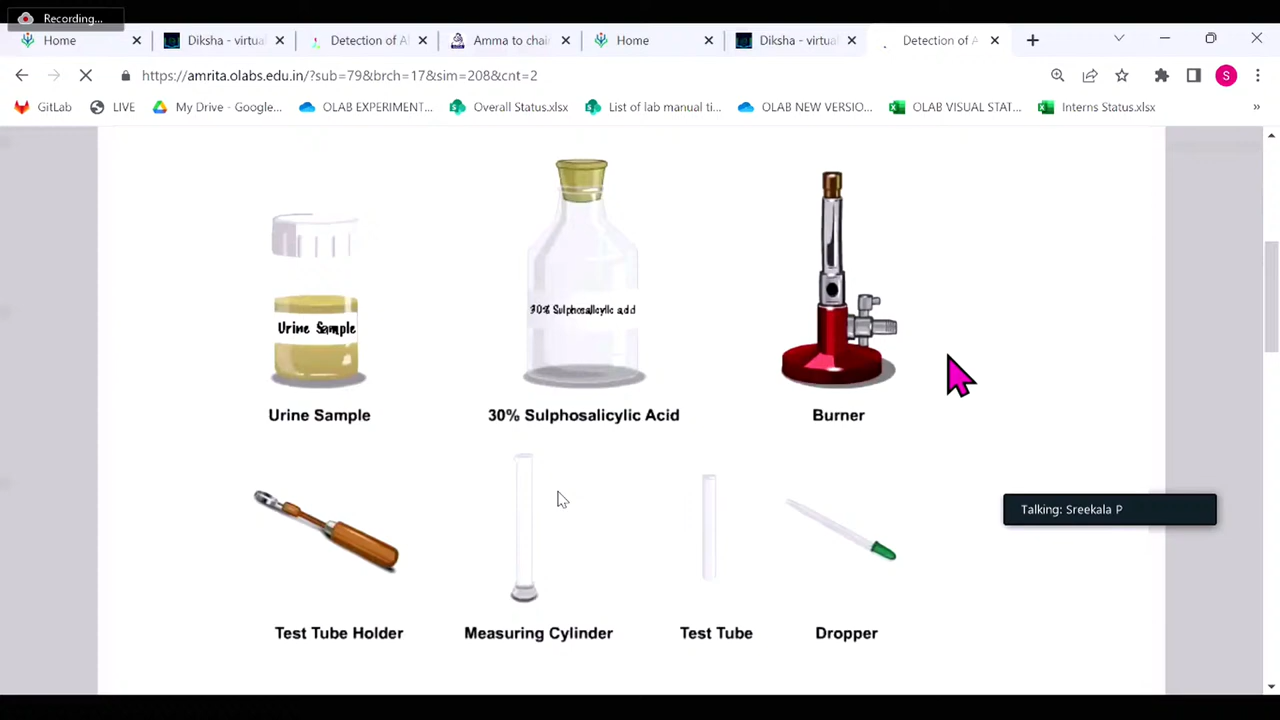 Recording...
Home
Diksha - virtua
Detection of Al
Amma to chai
Home
Diksha - virtua
Detection of A
https://amrita.olabs.edu.in/?sub=79&brch=17&sim=208&cnt=2
S
GitLab
LIVE
My Drive - Google...
OLAB EXPERIMENT...
Overall Status.xlsx
List of lab manual ti...
OLAB NEW VERSIO...
OLAB VISUAL STAT...
Interns Status.xlsx
»
Urine Sample
30% Sulphosalicylic acid
Urine Sample
30% Sulphosalicylic Acid
Burner
Talking: Sreekala P
Test Tube Holder
Measuring Cylinder
Test Tube
Dropper